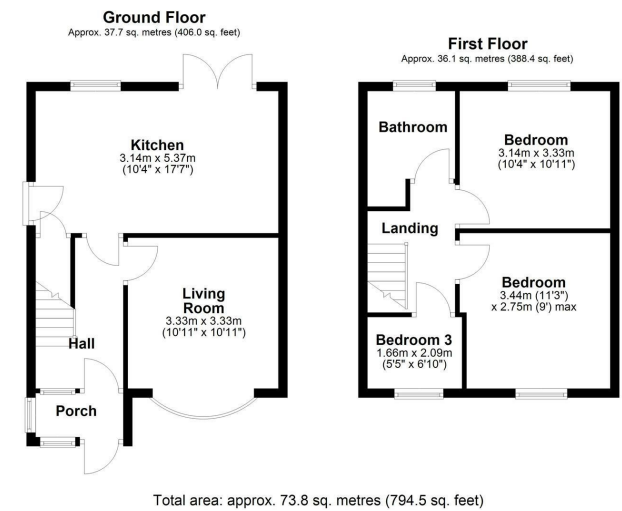 Ground Floor
Approx. 37.7 sq. metres (406.0 sq. feet)
Kitchen
3.14m x 5.37m
(10'4" x 17'7")
Living
Room
3.33m x 3.33m
(10'11" x 10'11")
Hall
Porch
First Floor
Approx. 36.1 sq. metres (388.4 sq. feet)
Bathroom
Bedroom
3.14m x 3.33m
(10'4" x 10'11")
Landing
Bedroom
3.44m (11'3")
x 2.75m (9') max
Bedroom 3
1.66m x 2.09m
(5'5" x 6'10")
Total area: approx. 73.8 sq. metres (794.5 sq. feet)